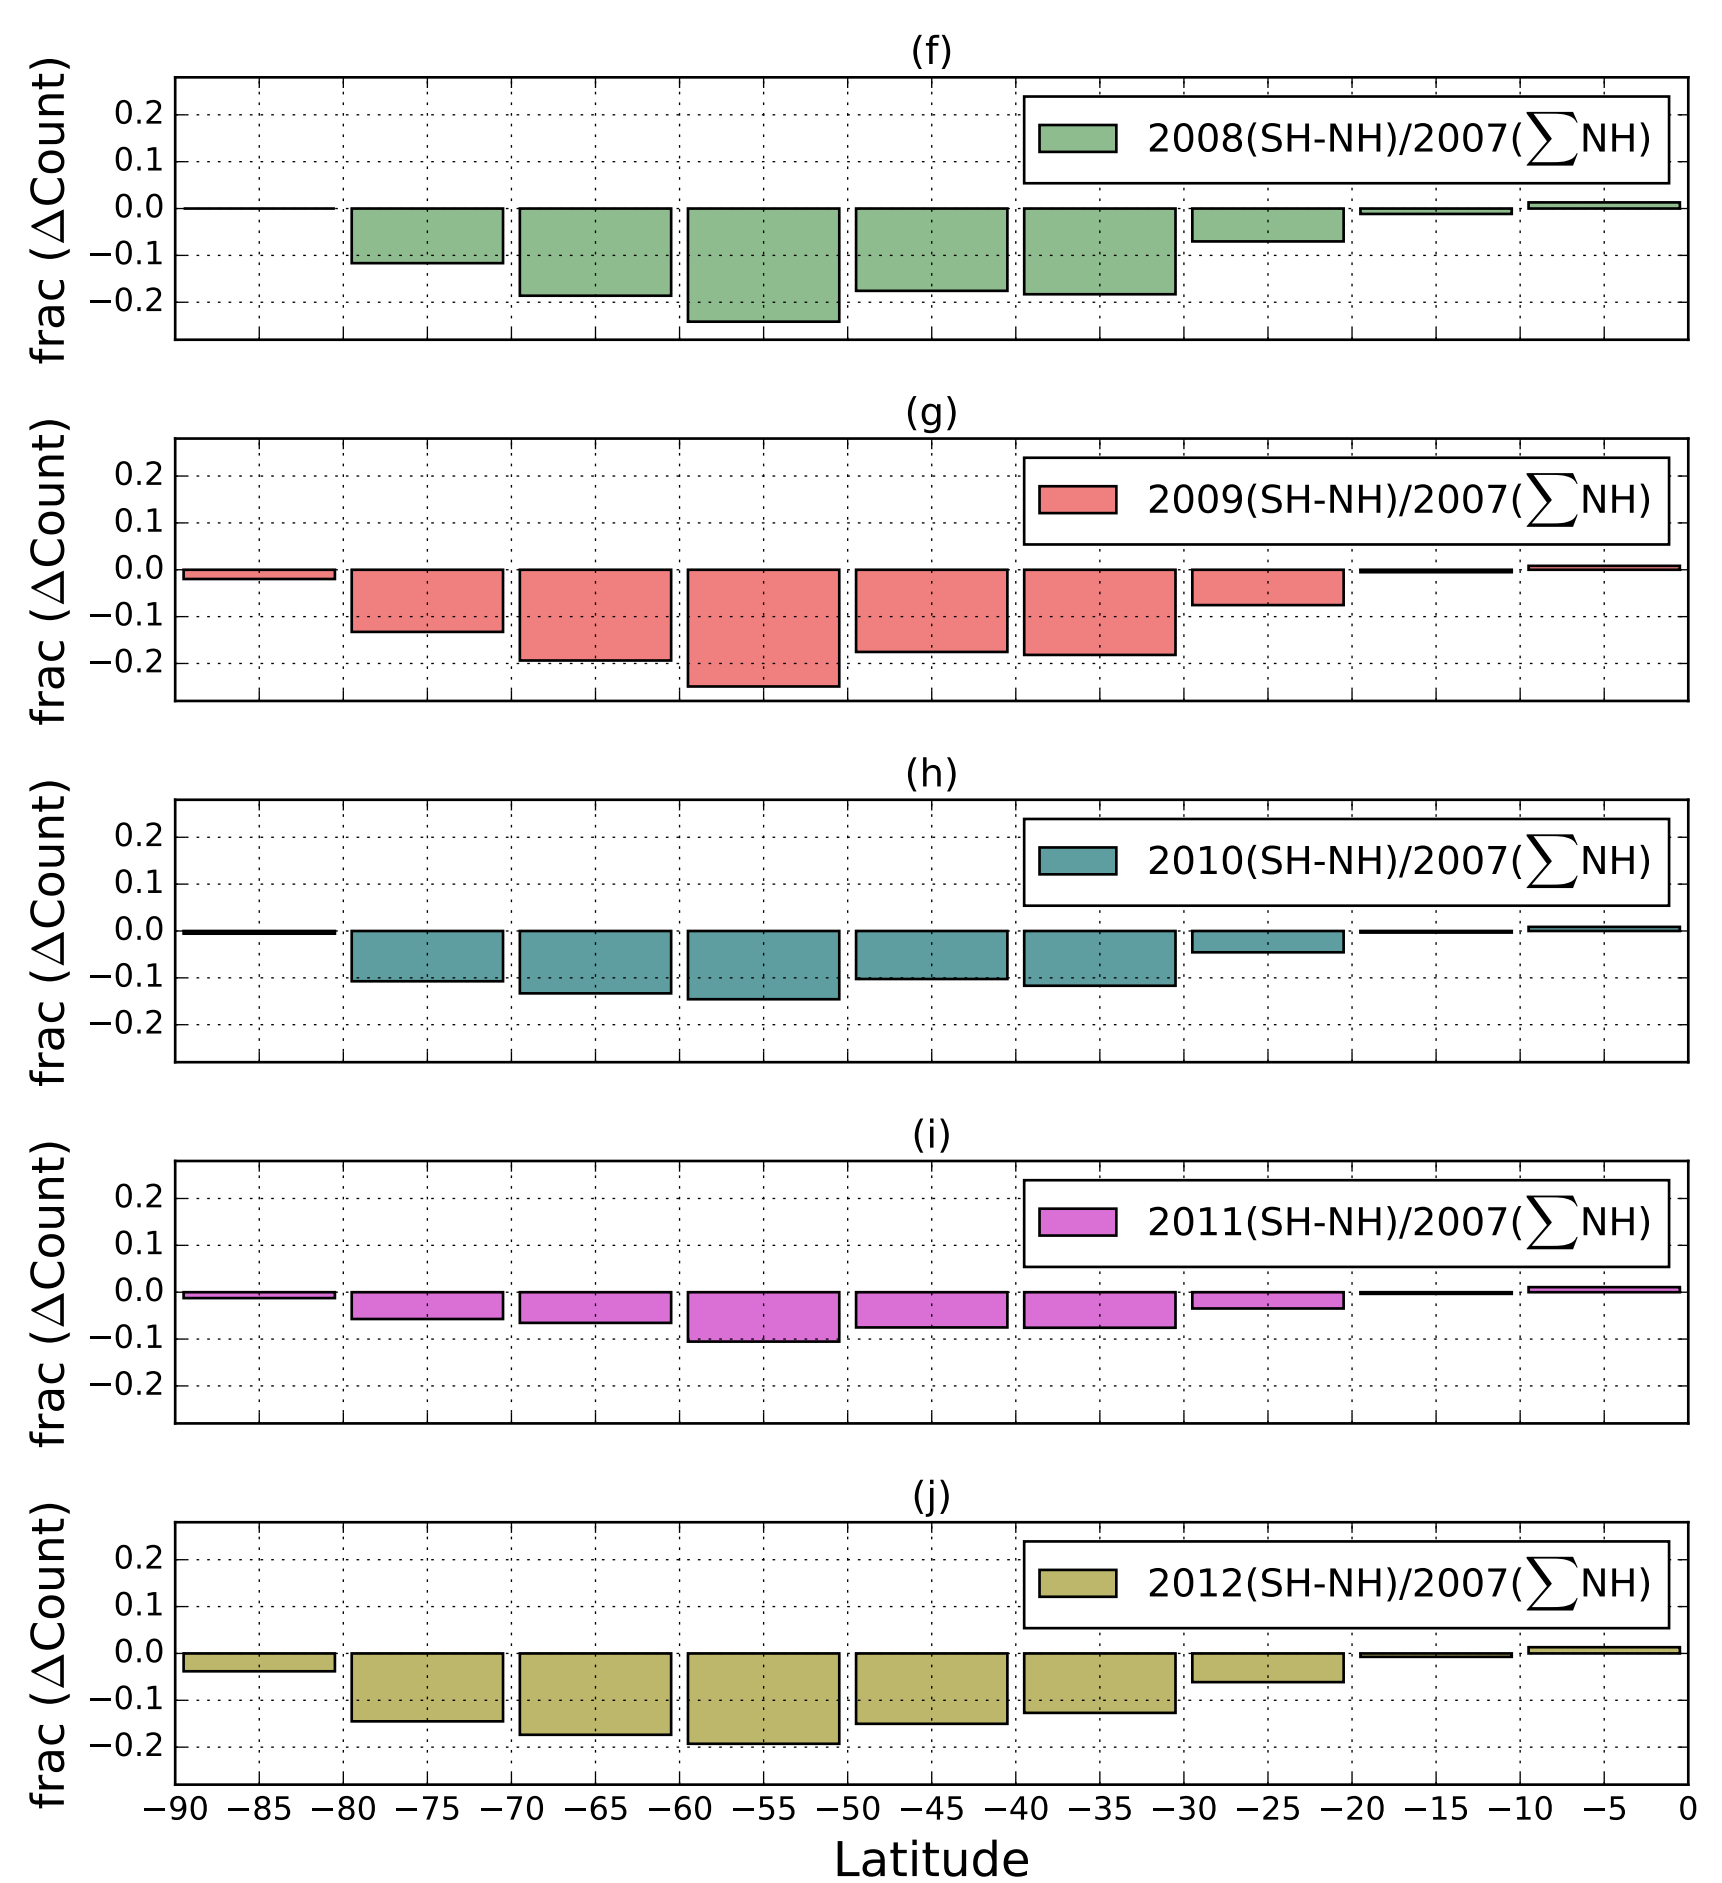 (f)
frac (ΔCount)
0.2
0.1
0.0
−0.1
−0.2
2008(SH-NH)/2007(∑NH)
(g)
frac (ΔCount)
0.2
0.1
0.0
−0.1
−0.2
2009(SH-NH)/2007(∑NH)
(h)
frac (ΔCount)
0.2
0.1
0.0
−0.1
−0.2
2010(SH-NH)/2007(∑NH)
(i)
frac (ΔCount)
0.2
0.1
0.0
−0.1
−0.2
2011(SH-NH)/2007(∑NH)
(j)
frac (ΔCount)
0.2
0.1
0.0
−0.1
−0.2
2012(SH-NH)/2007(∑NH)
−90 −85 −80 −75 −70 −65 −60 −55 −50 −45 −40 −35 −30 −25 −20 −15 −10 −5 0
Latitude